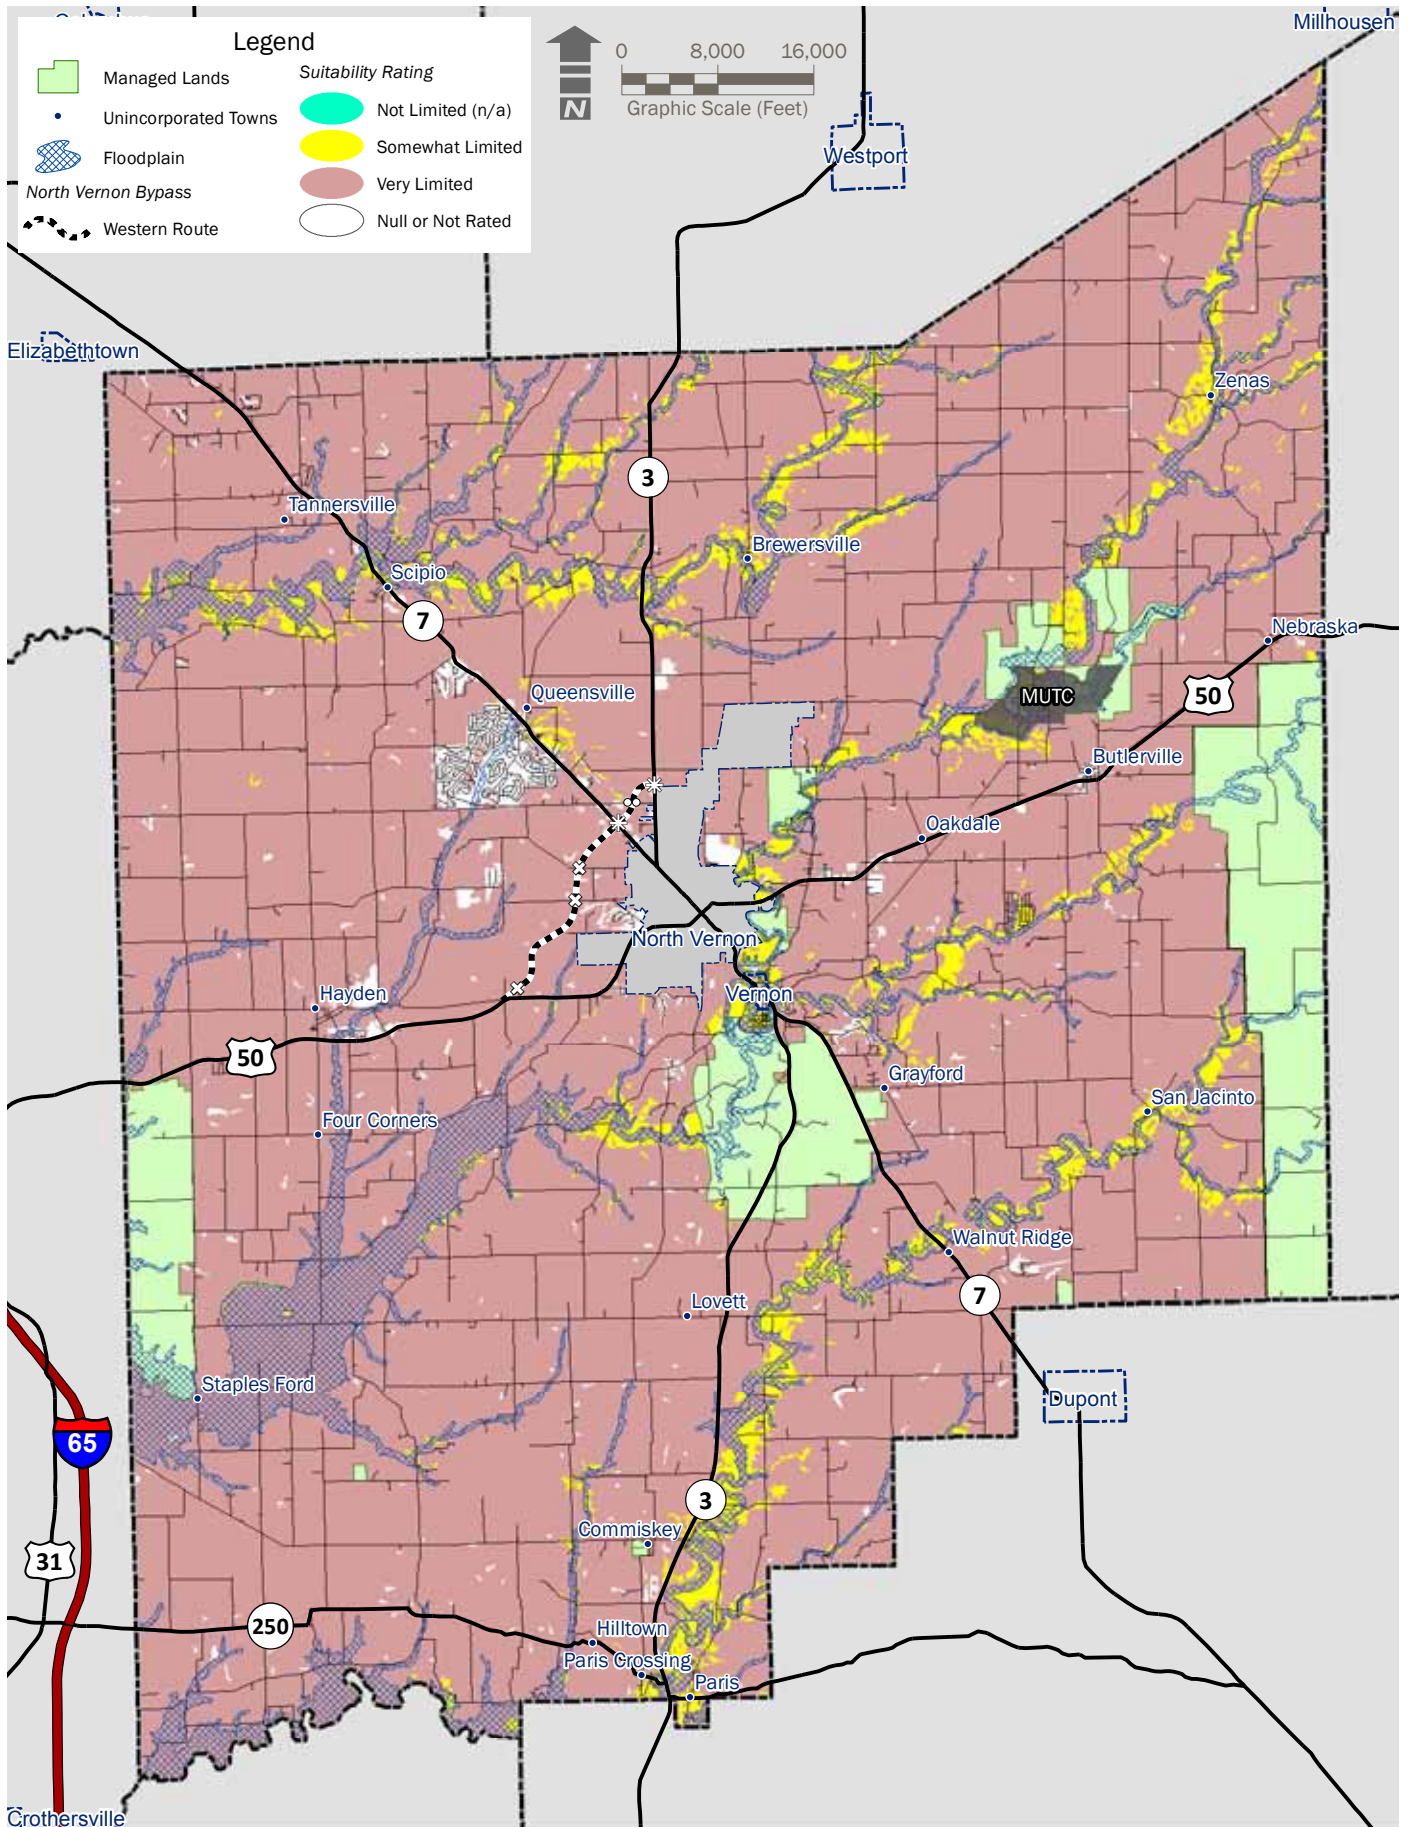 Millhousen
Legend
Managed Lands
Unincorporated Towns
Floodplain
North Vernon Bypass
Western Route
Suitability Rating
Not Limited (n/a)
Somewhat Limited
Very Limited
Null or Not Rated
N
0 8,000 16,000
Graphic Scale (Feet)
Westport
Elizabethtown
Zenas
3
Tannersville
Brewersville
Scipio
7
Nebraska
Queensville
MUTC
50
Butlerville
Oakdale
North Vernon
Hayden
Vernon
50
Grayford
San Jacinto
Four Corners
Walnut Ridge
7
Lovett
Staples Ford
Dupont
65
3
Commiskey
31
250
Hilltown
Paris Crossing
Paris
Crothersville